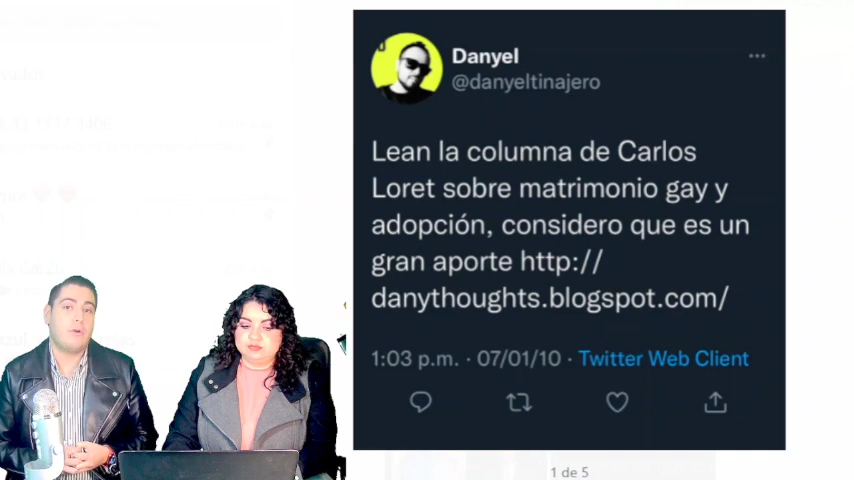 Danyel
@danyeltinajero
Lean la columna de Carlos
Loret sobre matrimonio gay y
adopción, considero que es un
gran aporte http://
danythoughts.blogspot.com/
1:03 p.m. · 07/01/10 · Twitter Web Client
1 de 5